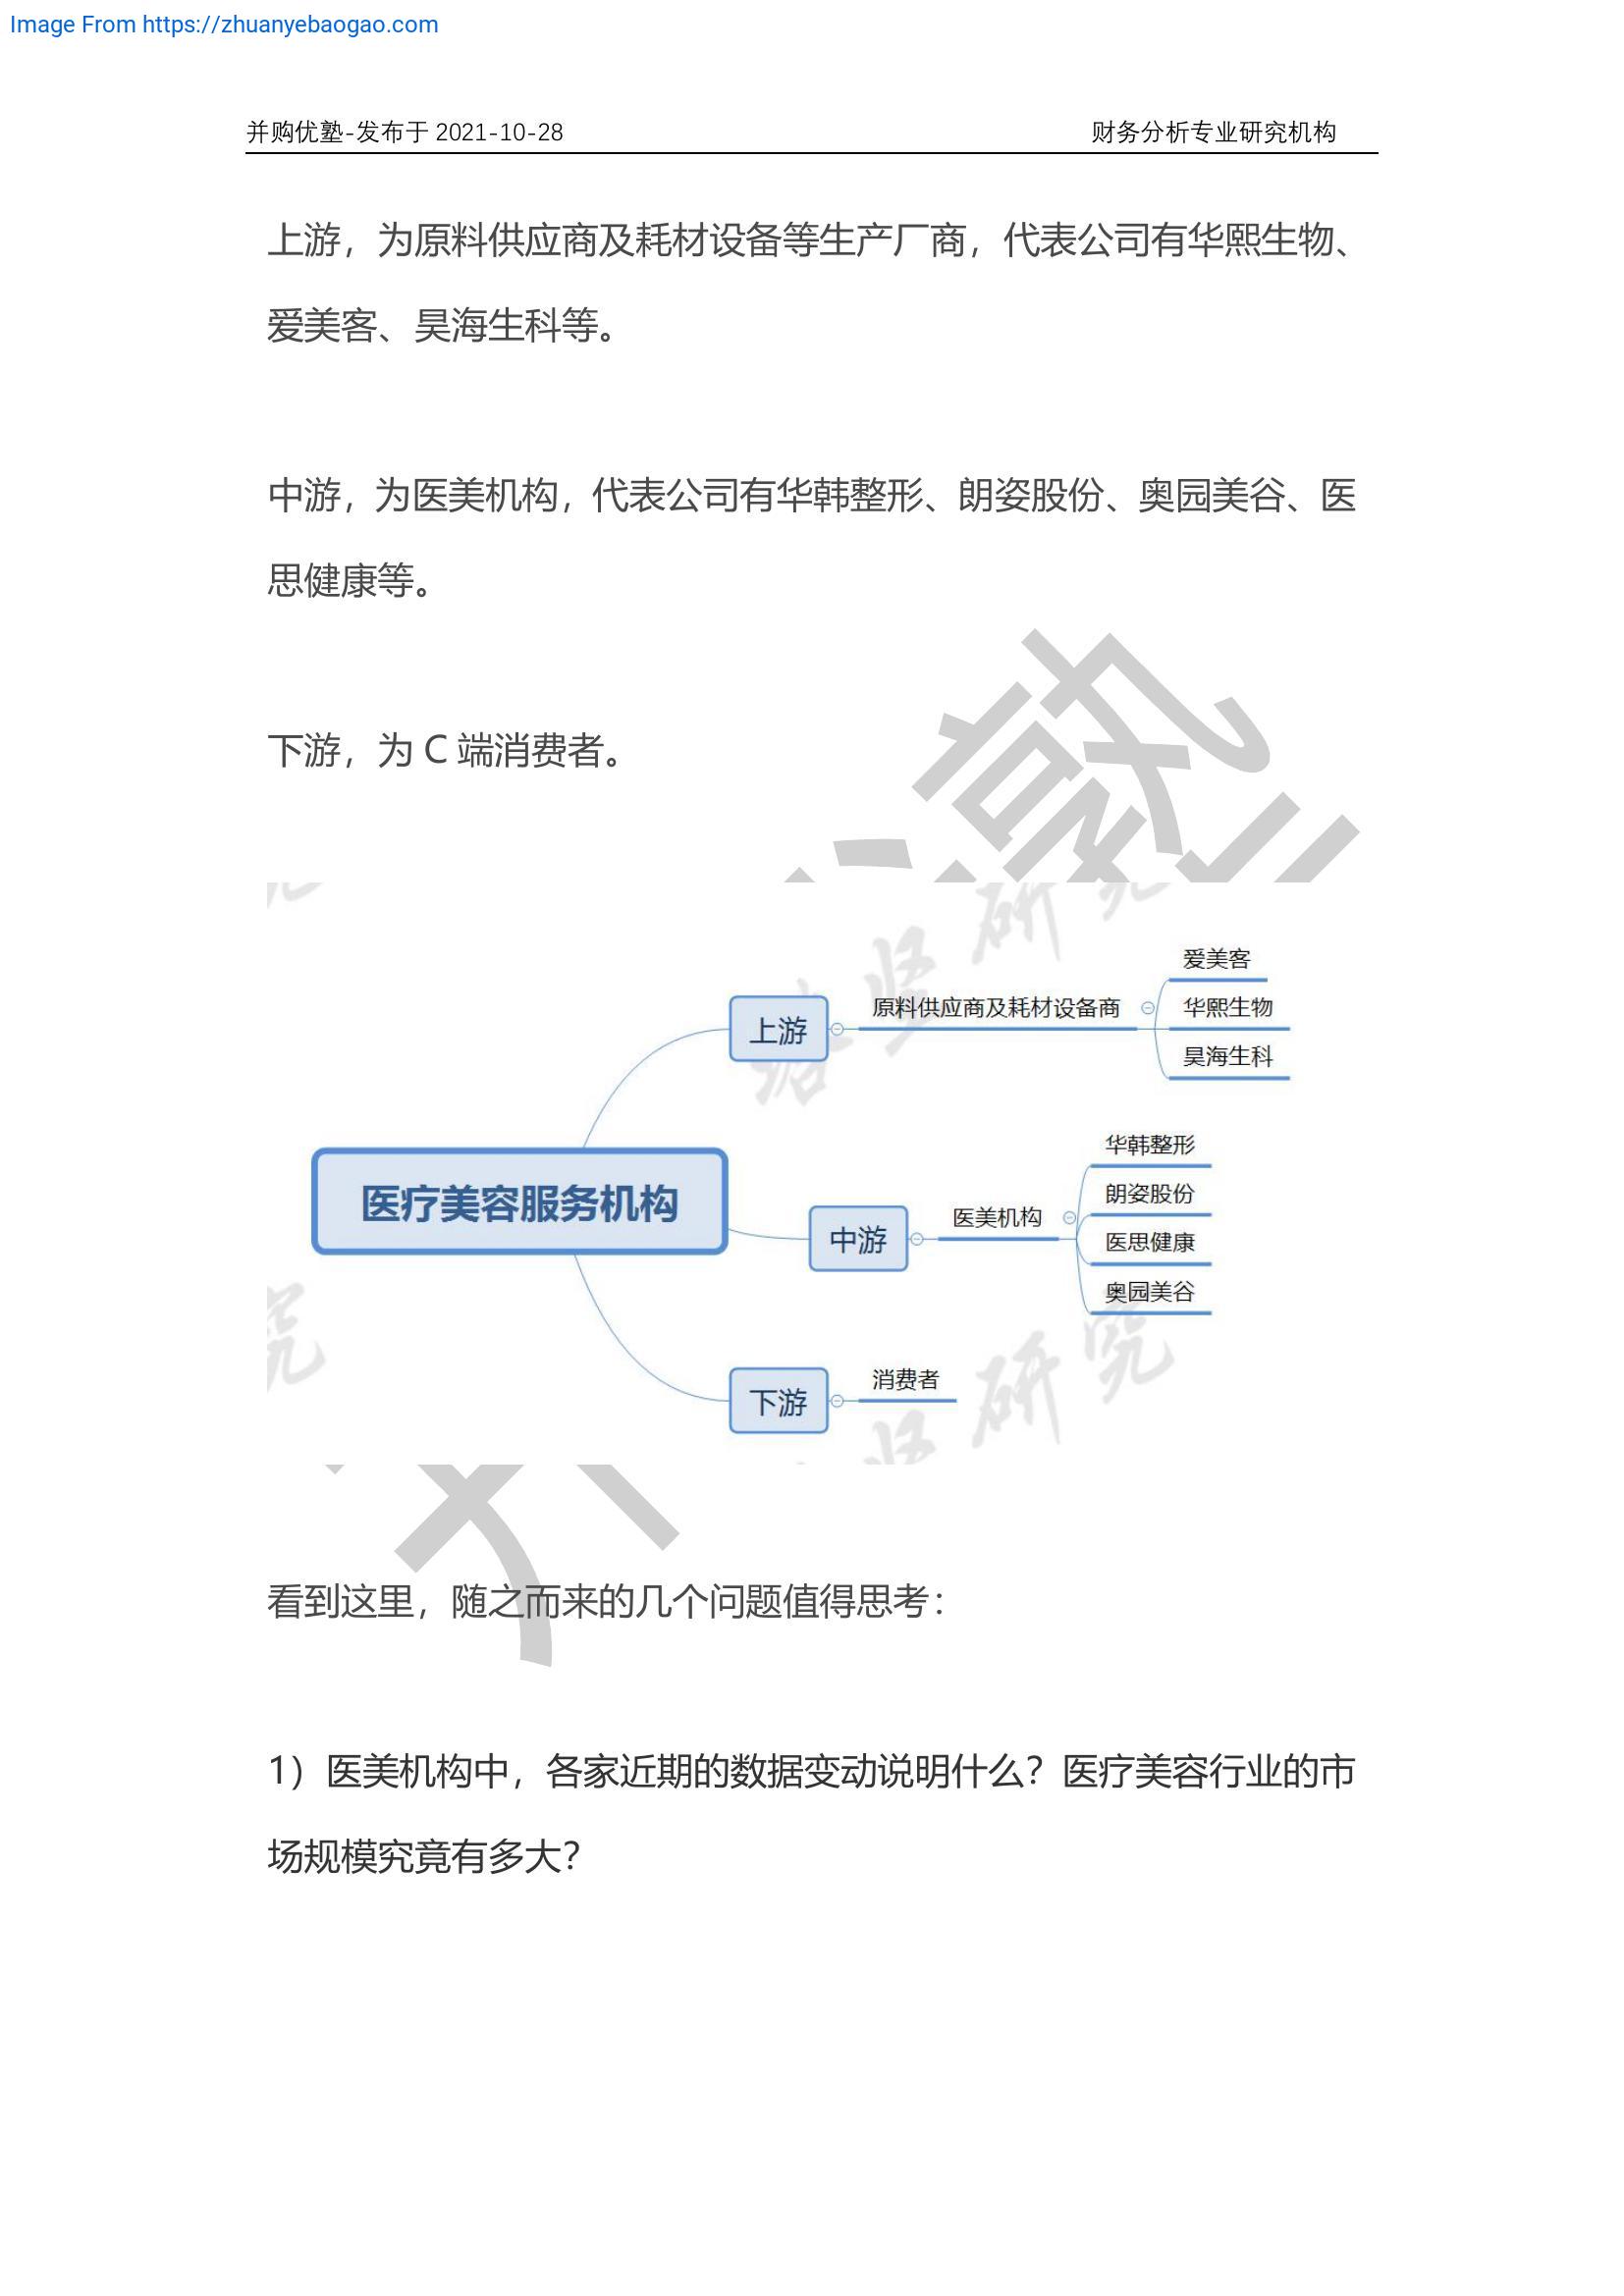 Image From https://zhuanyebaogao.com
并购优塾-发布于 2021-10-28
财务分析专业研究机构
上游，为原料供应商及耗材设备等生产厂商，代表公司有华熙生物、
爱美客、昊海生科等。
中游，为医美机构，代表公司有华韩整形、朗姿股份、奥园美谷、医
思健康等。
下游，为 C 端消费者。
医疗美容服务机构
上游
原料供应商及耗材设备商
爱美客
华熙生物
昊海生科
中游
医美机构
华韩整形
朗姿股份
医思健康
奥园美谷
下游
消费者
看到这里，随之而来的几个问题值得思考：
1）医美机构中，各家近期的数据变动说明什么？医疗美容行业的市
场规模究竟有多大？